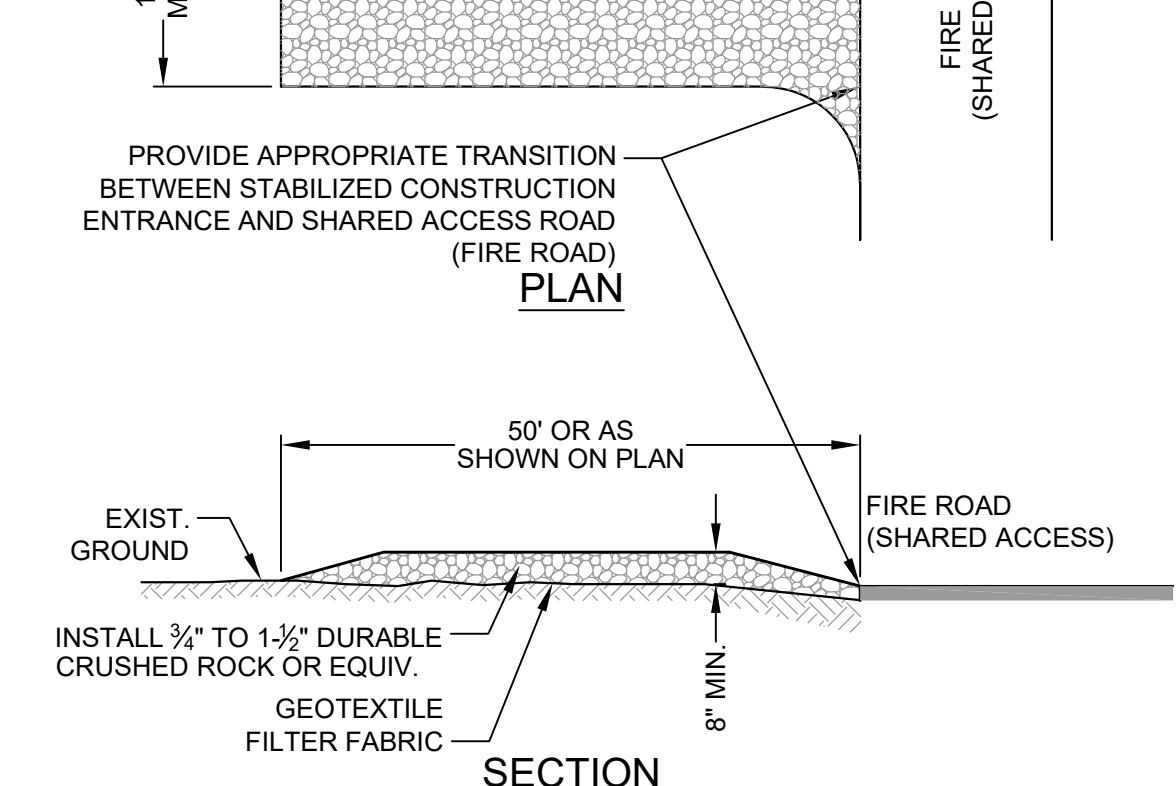 FIRE
(SHARED
PROVIDE APPROPRIATE TRANSITION
BETWEEN STABILIZED CONSTRUCTION
ENTRANCE AND SHARED ACCESS ROAD
(FIRE ROAD)
PLAN
50' OR AS
SHOWN ON PLAN
FIRE ROAD
(SHARED ACCESS)
EXIST.
GROUND
INSTALL ¾" TO 1-½" DURABLE
CRUSHED ROCK OR EQUIV.
8" MIN.
GEOTEXTILE
FILTER FABRIC
SECTION